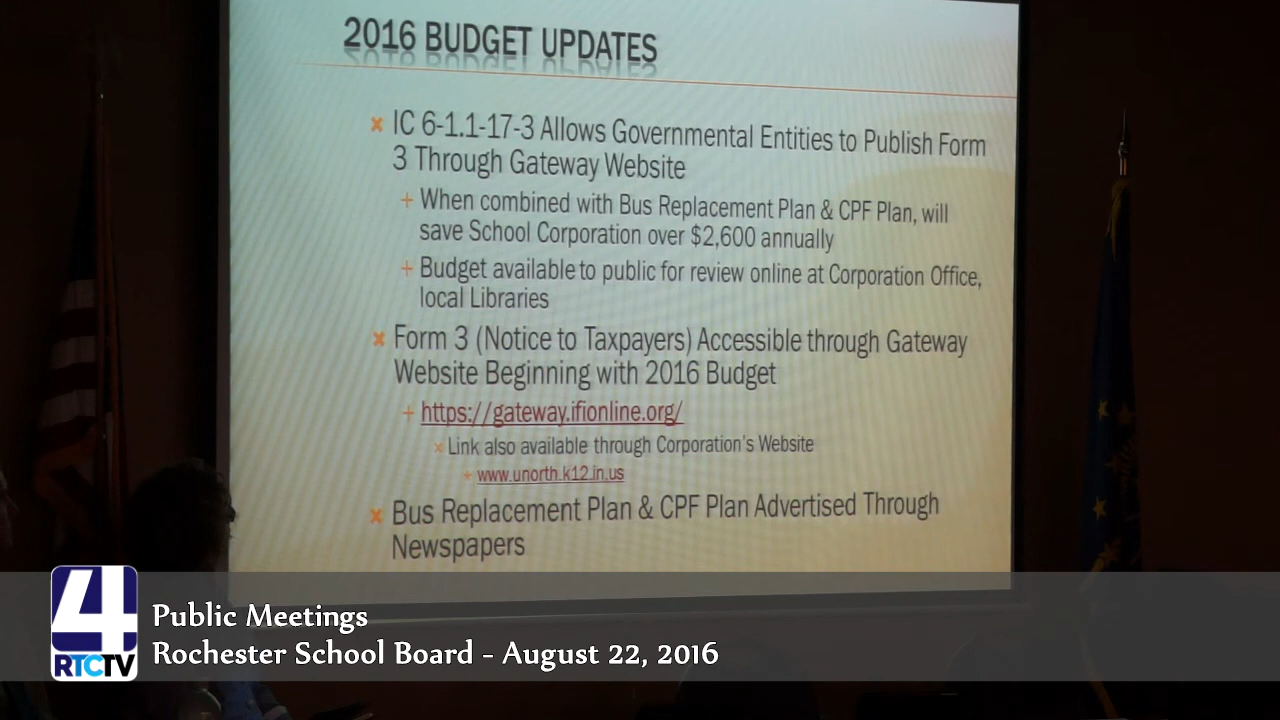 2016 BUDGET UPDATES
IC 6-1.1-17-3 Allows Governmental Entities to Publish Form
3 Through Gateway Website
When combined with Bus Replacement Plan & CPF Plan, will
save School Corporation over $2,600 annually
Budget available to public for review online at Corporation Office,
local Libraries
Form 3 (Notice to Taxpayers) Accessible through Gateway
Website Beginning with 2016 Budget
https://gateway.ifionline.org/
Link also available through Corporation's Website
www.unorth.k12.in.us
Bus Replacement Plan & CPF Plan Advertised Through
Newspapers
4
RTCTV
Public Meetings
Rochester School Board - August 22, 2016